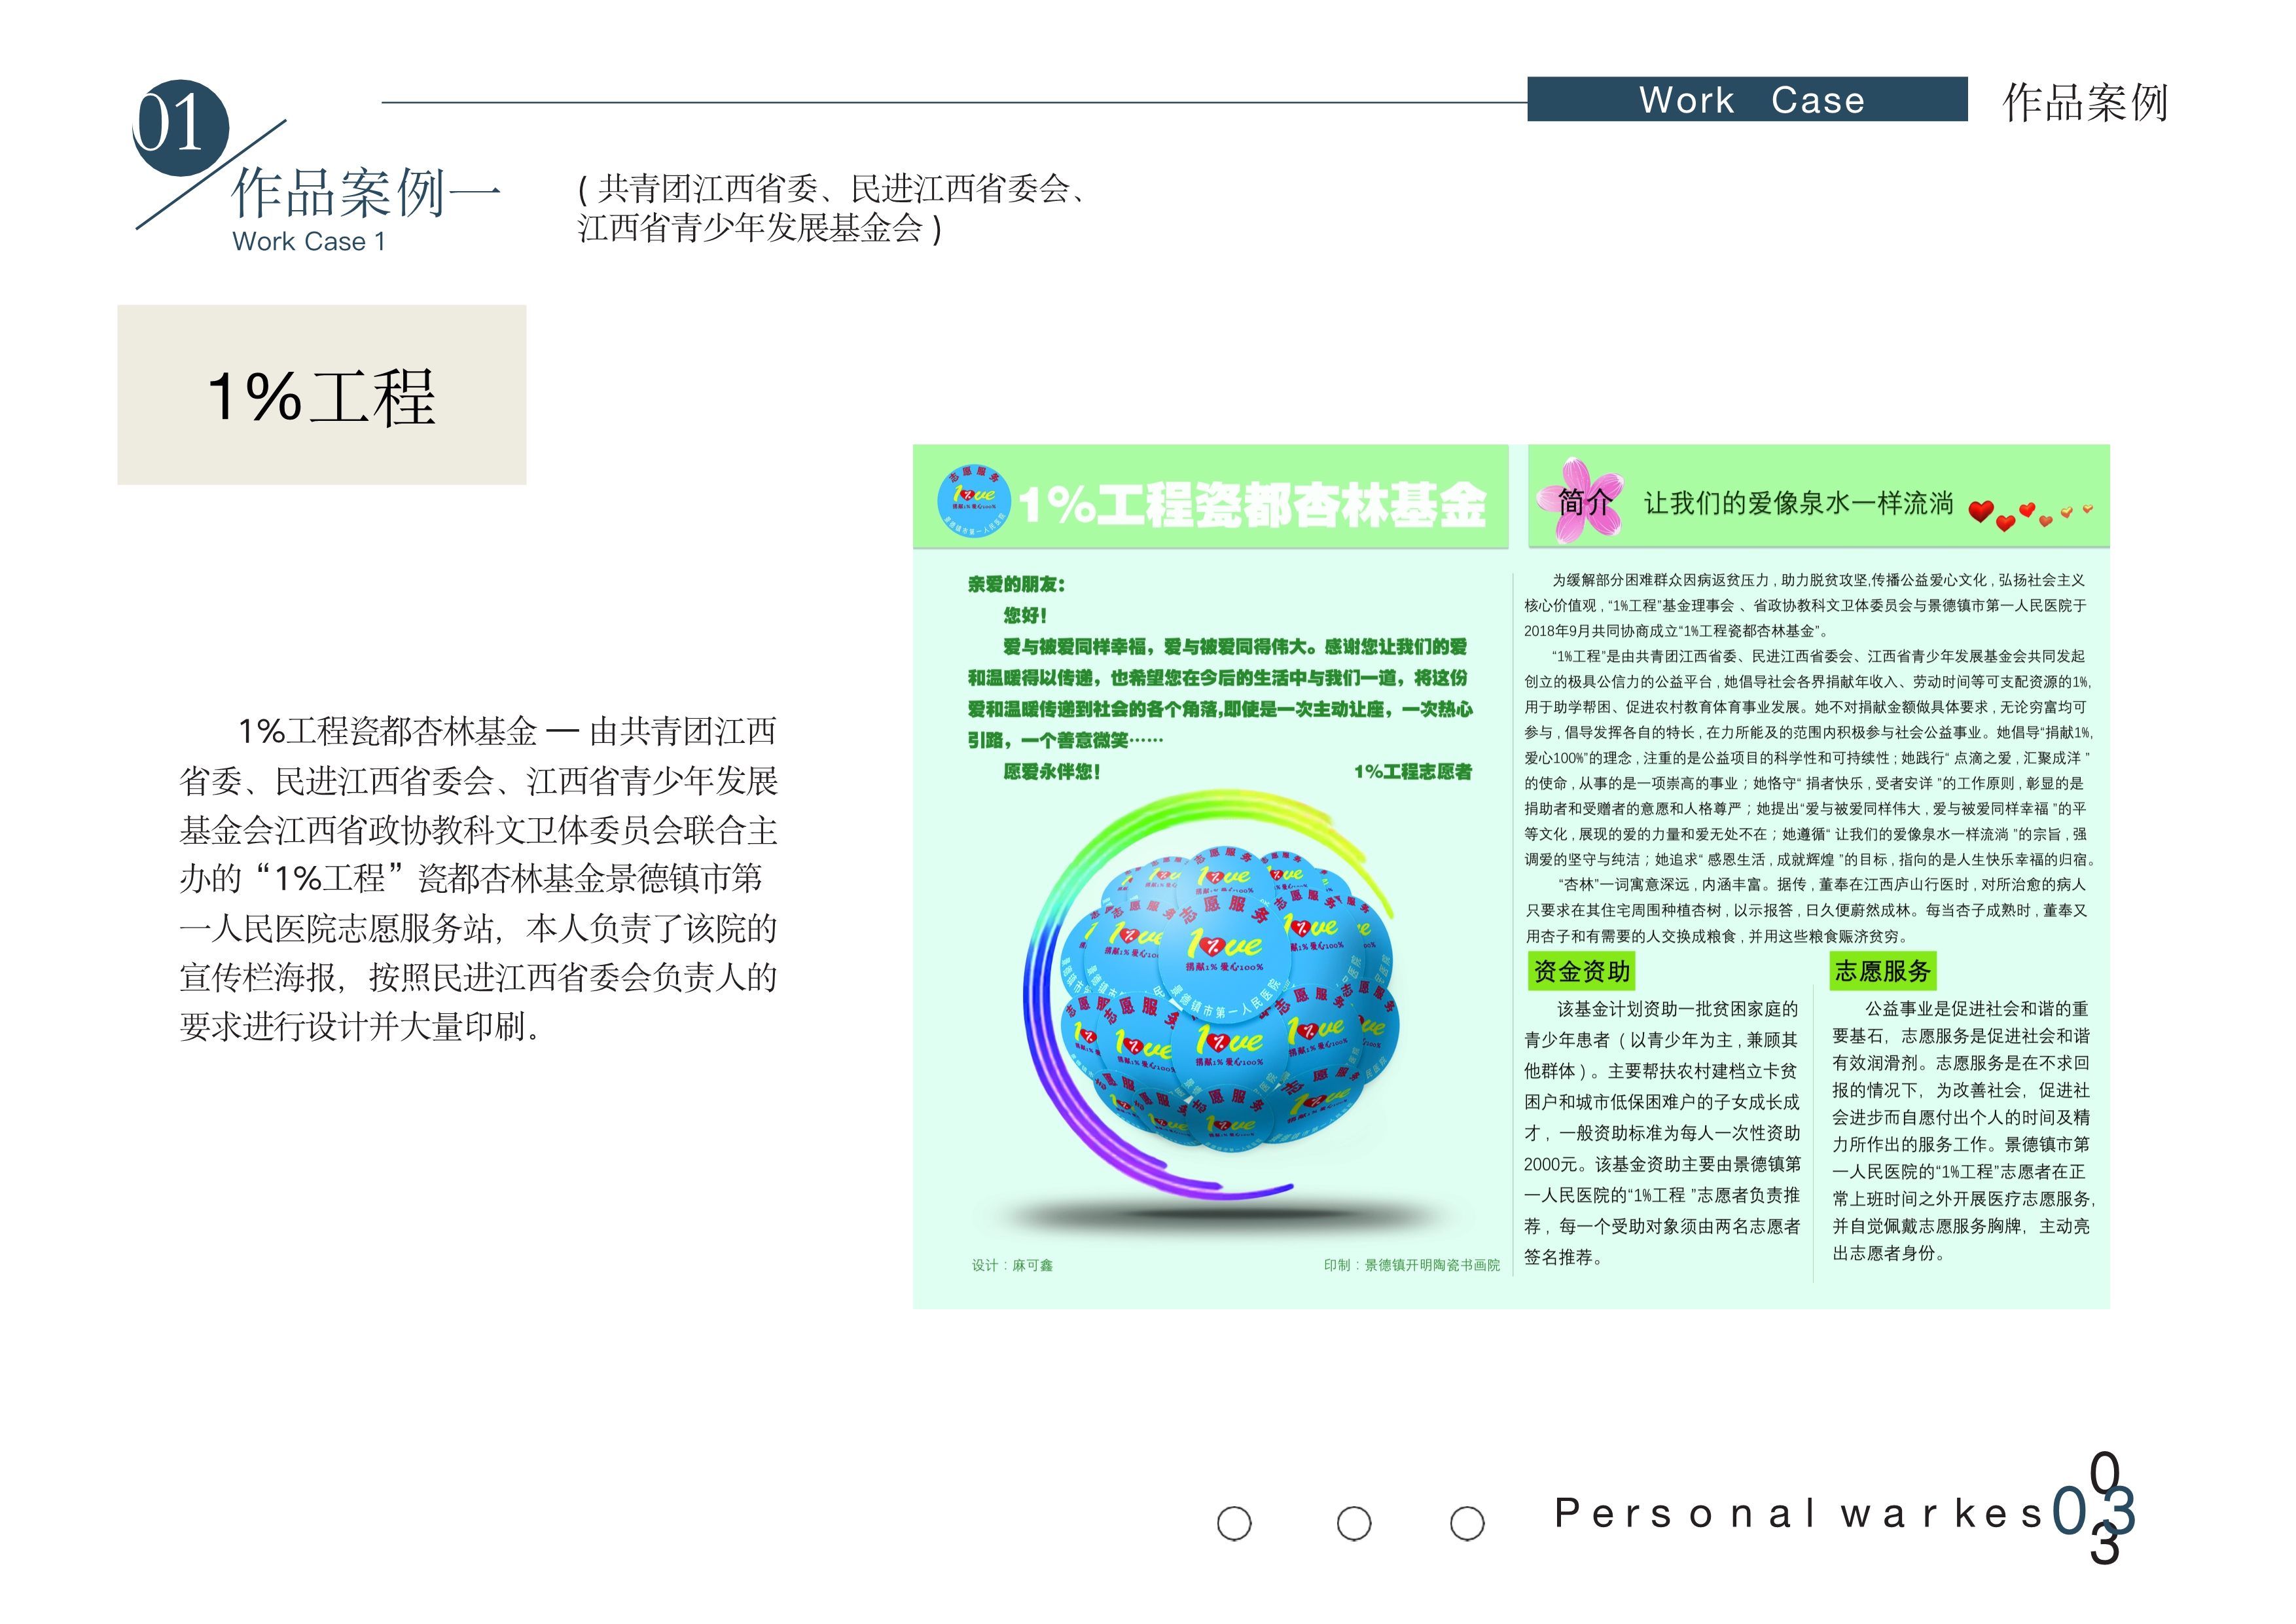 01
Work Case
作品案例
作品案例一
Work Case 1
( 共青团江西省委、民进江西省委会、
江西省青少年发展基金会 )
1%工程
1%工程瓷都杏林基金 — 由共青团江西
省委、民进江西省委会、江西省青少年发展
基金会江西省政协教科文卫体委员会联合主
办的“1%工程”瓷都杏林基金景德镇市第
一人民医院志愿服务站，本人负责了该院的
宣传栏海报，按照民进江西省委会负责人的
要求进行设计并大量印刷。
志愿服务
1%ve
捐献1% 爱心100%
景德镇市第一人民医院
1%工程瓷都杏林基金
亲爱的朋友：
您好！
爱与被爱同样幸福，爱与被爱同得伟大。感谢您让我们的爱
和温暖得以传递，也希望您在今后的生活中与我们一道，将这份
爱和温暖传递到社会的各个角落,即使是一次主动让座，一次热心
引路，一个善意微笑……
愿爱永伴您！ 1%工程志愿者
志愿服务
1%ve
捐献1% 爱心100%
景德镇市第一人民医院
设计：麻可鑫
印制：景德镇开明陶瓷书画院
简介
让我们的爱像泉水一样流淌
为缓解部分困难群众因病返贫压力，助力脱贫攻坚,传播公益爱心文化，弘扬社会主义
核心价值观，“1%工程”基金理事会 、省政协教科文卫体委员会与景德镇市第一人民医院于
2018年9月共同协商成立“1%工程瓷都杏林基金”。
“1%工程”是由共青团江西省委、民进江西省委会、江西省青少年发展基金会共同发起
创立的极具公信力的公益平台，她倡导社会各界捐献年收入、劳动时间等可支配资源的1%,
用于助学帮困、促进农村教育体育事业发展。她不对捐献金额做具体要求，无论穷富均可
参与，倡导发挥各自的特长，在力所能及的范围内积极参与社会公益事业。她倡导“捐献1%,
爱心100%”的理念，注重的是公益项目的科学性和可持续性；她践行“ 点滴之爱，汇聚成洋 ”
的使命，从事的是一项崇高的事业；她恪守“ 捐者快乐，受者安详 ”的工作原则，彰显的是
捐助者和受赠者的意愿和人格尊严；她提出“爱与被爱同样伟大，爱与被爱同样幸福 ”的平
等文化，展现的爱的力量和爱无处不在；她遵循“ 让我们的爱像泉水一样流淌 ”的宗旨，强
调爱的坚守与纯洁；她追求“ 感恩生活，成就辉煌 ”的目标，指向的是人生快乐幸福的归宿。
“杏林”一词寓意深远，内涵丰富。据传，董奉在江西庐山行医时，对所治愈的病人
只要求在其住宅周围种植杏树，以示报答，日久便蔚然成林。每当杏子成熟时，董奉又
用杏子和有需要的人交换成粮食，并用这些粮食赈济贫穷。
资金资助
该基金计划资助一批贫困家庭的
青少年患者（以青少年为主，兼顾其
他群体）。主要帮扶农村建档立卡贫
困户和城市低保困难户的子女成长成
才，一般资助标准为每人一次性资助
2000元。该基金资助主要由景德镇第
一人民医院的“1%工程 ”志愿者负责推
荐，每一个受助对象须由两名志愿者
签名推荐。
志愿服务
公益事业是促进社会和谐的重
要基石，志愿服务是促进社会和谐
有效润滑剂。志愿服务是在不求回
报的情况下，为改善社会，促进社
会进步而自愿付出个人的时间及精
力所作出的服务工作。景德镇市第
一人民医院的“1%工程”志愿者在正
常上班时间之外开展医疗志愿服务,
并自觉佩戴志愿服务胸牌，主动亮
出志愿者身份。
Personal warkes
03
03